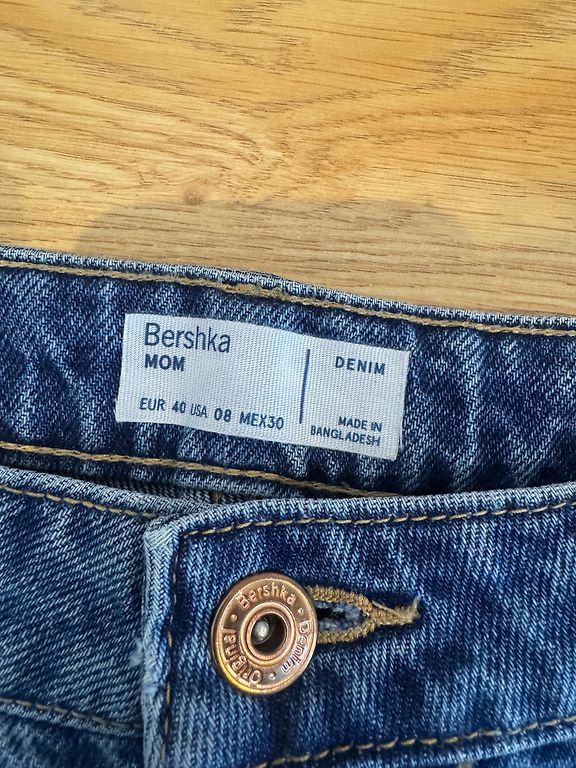 Bershka
MOM
DENIM
EUR 40 USA 08 MEX30
MADE IN
BANGLADESH
Bershka · Denim · Original ·